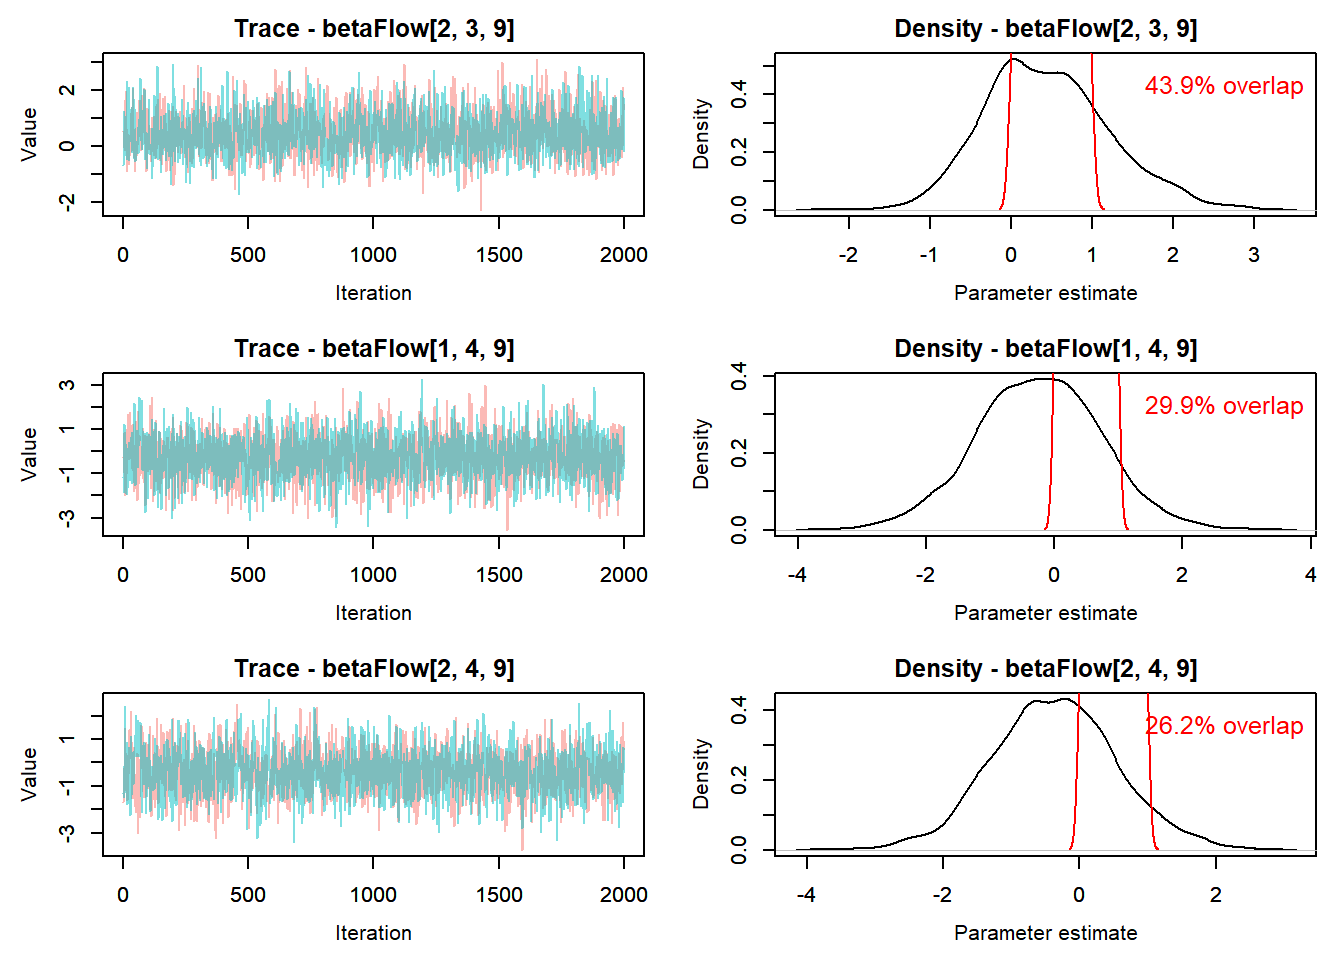 Trace - betaFlow[2, 3, 9]
Value
2
0
-2
0 500 1000 1500 2000
Iteration
Density - betaFlow[2, 3, 9]
43.9% overlap
Density
0.4
0.2
0.0
-2 -1 0 1 2 3
Parameter estimate
Trace - betaFlow[1, 4, 9]
Value
3
1
-1
-3
0 500 1000 1500 2000
Iteration
Density - betaFlow[1, 4, 9]
29.9% overlap
Density
0.4
0.2
0.0
-4 -2 0 2 4
Parameter estimate
Trace - betaFlow[2, 4, 9]
Value
1
-1
-3
0 500 1000 1500 2000
Iteration
Density - betaFlow[2, 4, 9]
26.2% overlap
Density
0.4
0.2
0.0
-4 -2 0 2
Parameter estimate